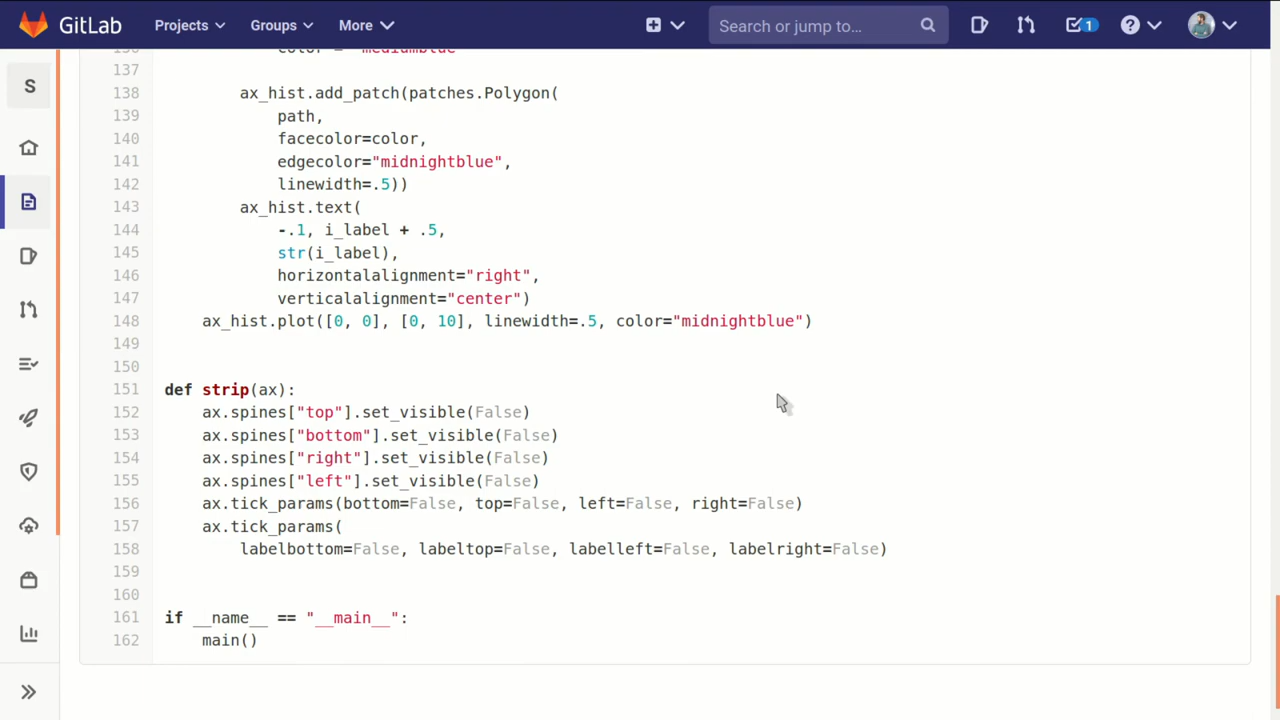 GitLab Projects Groups More Search or jump to... 1
S
136 color = "mediumblue"
137
138 ax_hist.add_patch(patches.Polygon(
139 path,
140 facecolor=color,
141 edgecolor="midnightblue",
142 linewidth=.5))
143 ax_hist.text(
144 -.1, i_label + .5,
145 str(i_label),
146 horizontalalignment="right",
147 verticalalignment="center")
148 ax_hist.plot([0, 0], [0, 10], linewidth=.5, color="midnightblue")
149
150
151 def strip(ax):
152 ax.spines["top"].set_visible(False)
153 ax.spines["bottom"].set_visible(False)
154 ax.spines["right"].set_visible(False)
155 ax.spines["left"].set_visible(False)
156 ax.tick_params(bottom=False, top=False, left=False, right=False)
157 ax.tick_params(
158 labelbottom=False, labeltop=False, labelleft=False, labelright=False)
159
160
161 if __name__ == "__main__":
162 main()